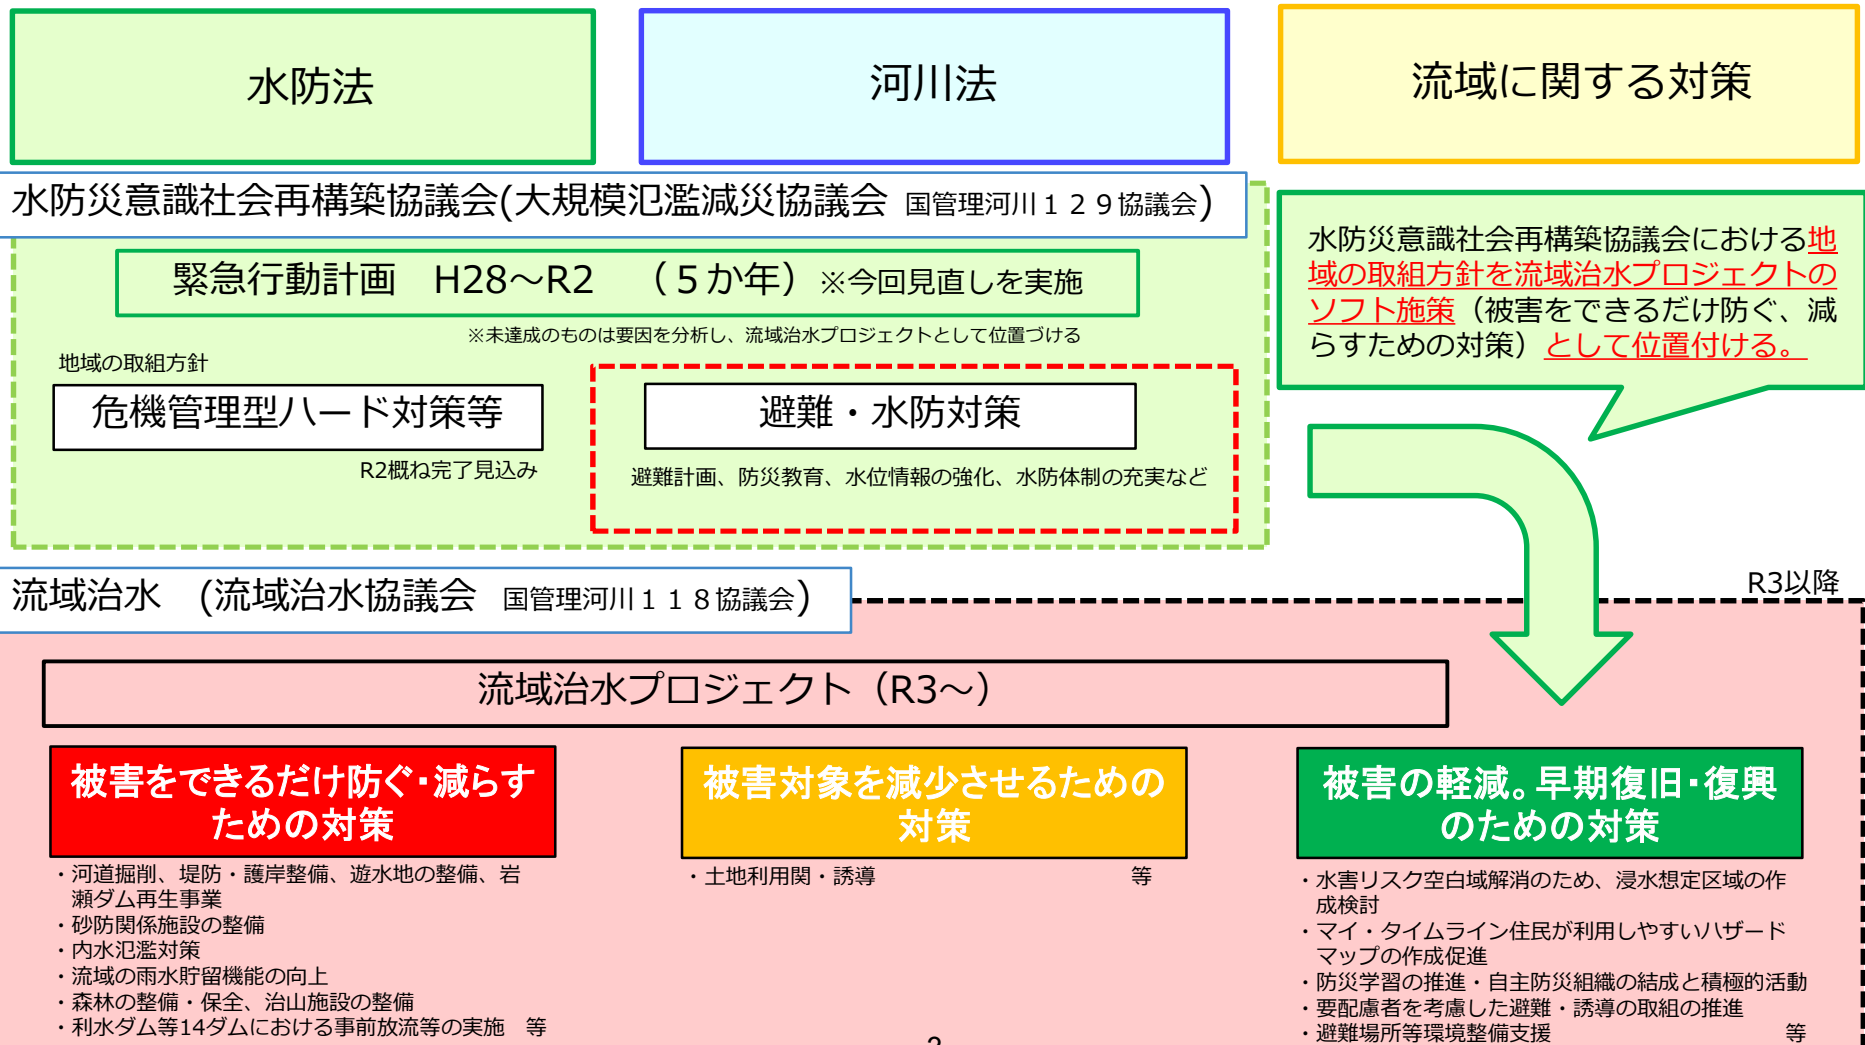 水防法
河川法
流域に関する対策
水防災意識社会再構築協議会(大規模氾濫減災協議会 国管理河川１２９協議会)
緊急行動計画　H28～R2　（５か年）※今回見直しを実施
※未達成のものは要因を分析し、流域治水プロジェクトとして位置づける
地域の取組方針
危機管理型ハード対策等
R2概ね完了見込み
避難・水防対策
避難計画、防災教育、水位情報の強化、水防体制の充実など
水防災意識社会再構築協議会における地
域の取組方針を流域治水プロジェクトの
ソフト施策（被害をできるだけ防ぐ、減
らすための対策）として位置付ける。
流域治水　(流域治水協議会　国管理河川１１８協議会)
R3以降
流域治水プロジェクト（R3～）
被害をできるだけ防ぐ・減らす
ための対策
・河道掘削、堤防・護岸整備、遊水地の整備、岩
瀬ダム再生事業
・砂防関係施設の整備
・内水氾濫対策
・流域の雨水貯留機能の向上
・森林の整備・保全、治山施設の整備
・利水ダム等14ダムにおける事前放流等の実施　等
被害対象を減少させるための
対策
・土地利用関・誘導　等
被害の軽減。早期復旧・復興
のための対策
・水害リスク空白域解消のため、浸水想定区域の作
成検討
・マイ・タイムライン住民が利用しやすいハザード
マップの作成促進
・防災学習の推進・自主防災組織の結成と積極的活動
・要配慮者を考慮した避難・誘導の取組の推進
・避難場所等環境整備支援　等